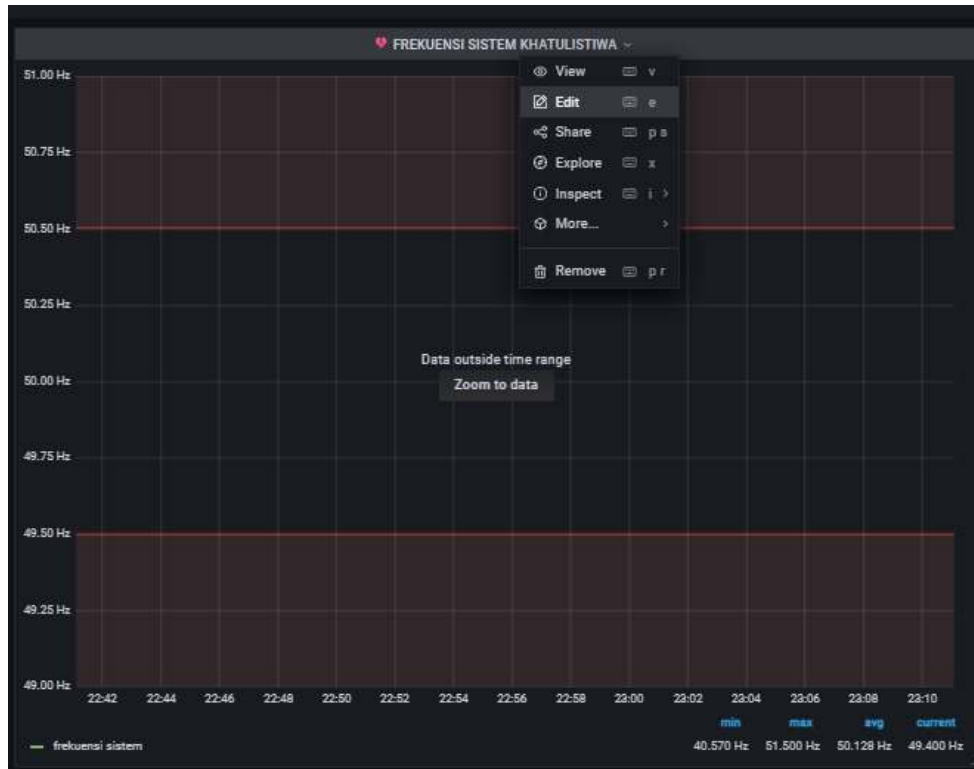 FREKUENSI SISTEM KHATULISTIWA
View v
Edit e
Share p s
Explore x
Inspect i
More...
Remove p r
51.00 Hz
50.75 Hz
50.50 Hz
50.25 Hz
50.00 Hz
49.75 Hz
49.50 Hz
49.25 Hz
49.00 Hz
Data outside time range
Zoom to data
22:42 22:44 22:46 22:48 22:50 22:52 22:54 22:56 22:58 23:00 23:02 23:04 23:06 23:08 23:10
min max avg current
frekuensi sistem 40.570 Hz 51.500 Hz 50.128 Hz 49.400 Hz